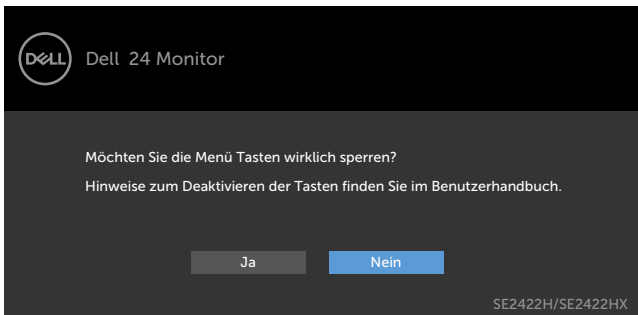 DELL
Dell 24 Monitor
Möchten Sie die Menü Tasten wirklich sperren?
Hinweise zum Deaktivieren der Tasten finden Sie im Benutzerhandbuch.
Ja Nein
SE2422H/SE2422HX